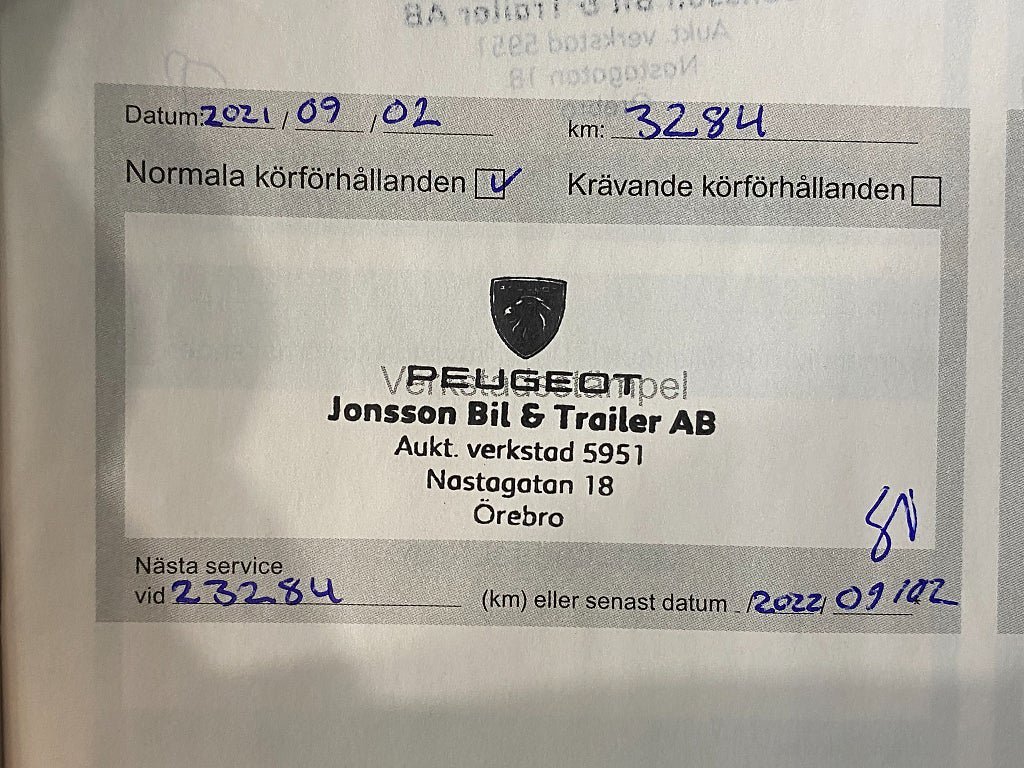 Datum: 2021 / 09 / 02 km: 3284
Normala körförhållanden Krävande körförhållanden
Verkstadsstämpel
PEUGEOT
Jonsson Bil & Trailer AB
Aukt. verkstad 5951
Nastagatan 18
Örebro
Nästa service
vid 23284 (km) eller senast datum 2022/09/02